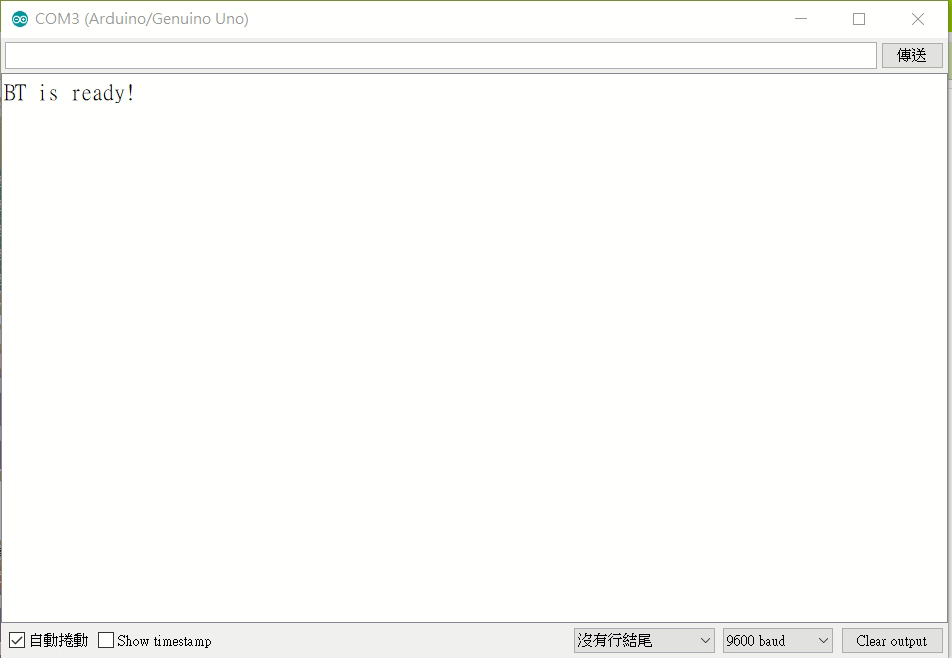 COM3 (Arduino/Genuino Uno)
傳送
BT is ready!
自動捲動 Show timestamp 沒有行結尾 9600 baud Clear output